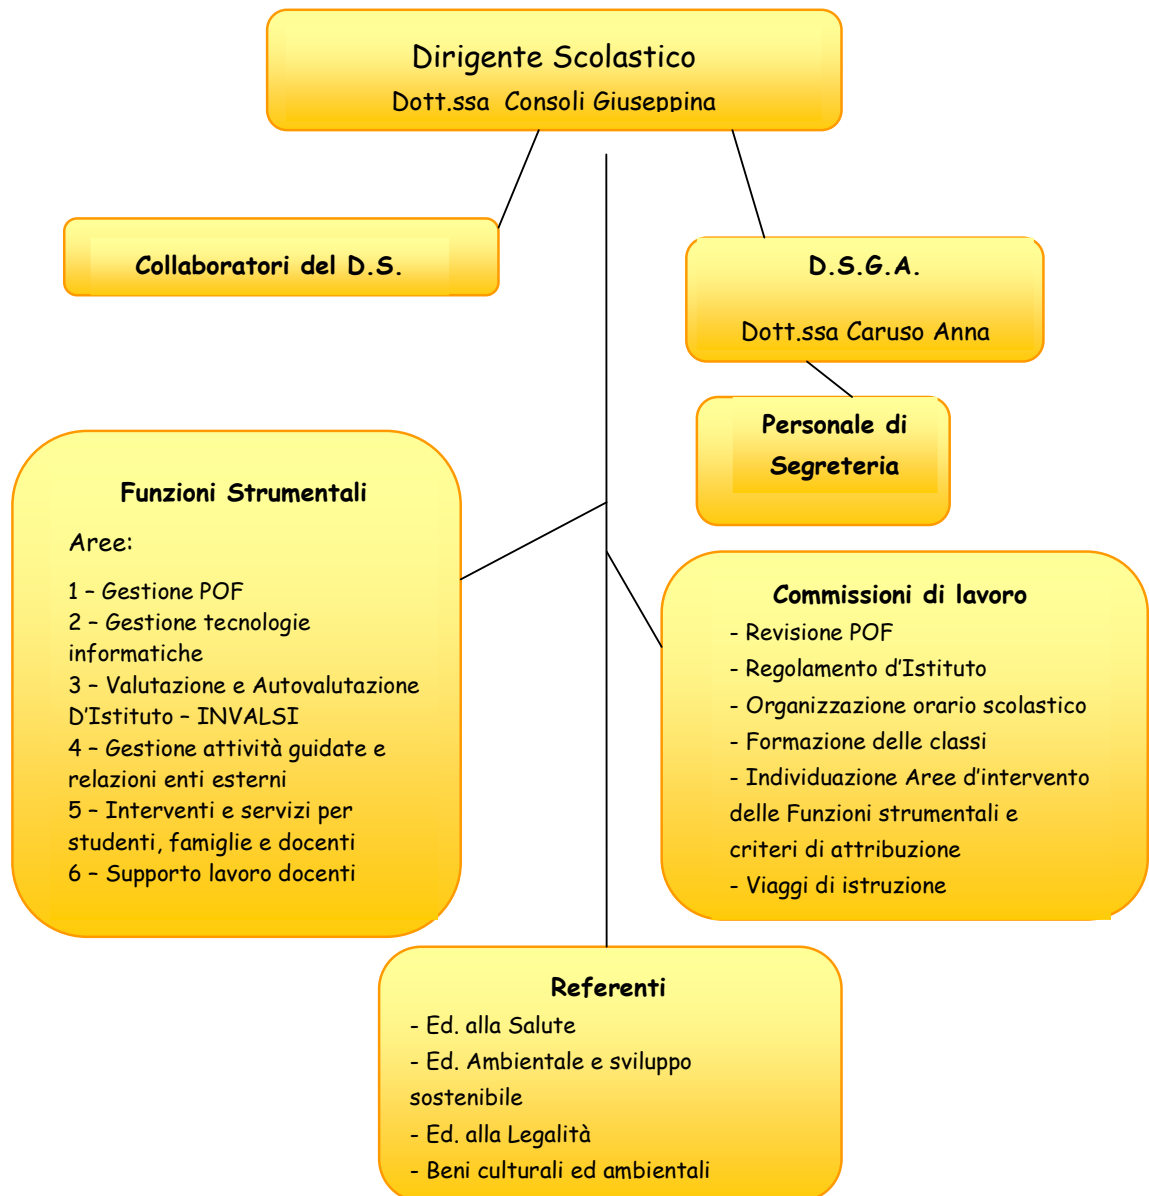 Dirigente Scolastico
Dott.ssa Consoli Giuseppina
Collaboratori del D.S.
D.S.G.A.
Dott.ssa Caruso Anna
Personale di
Segreteria
Funzioni Strumentali
Aree:
1 – Gestione POF
2 – Gestione tecnologie
informatiche
3 – Valutazione e Autovalutazione
D'Istituto – INVALSI
4 – Gestione attività guidate e
relazioni enti esterni
5 – Interventi e servizi per
studenti, famiglie e docenti
6 – Supporto lavoro docenti
Commissioni di lavoro
- Revisione POF
- Regolamento d'Istituto
- Organizzazione orario scolastico
- Formazione delle classi
- Individuazione Aree d'intervento
delle Funzioni strumentali e
criteri di attribuzione
- Viaggi di istruzione
Referenti
- Ed. alla Salute
- Ed. Ambientale e sviluppo
sostenibile
- Ed. alla Legalità
- Beni culturali ed ambientali